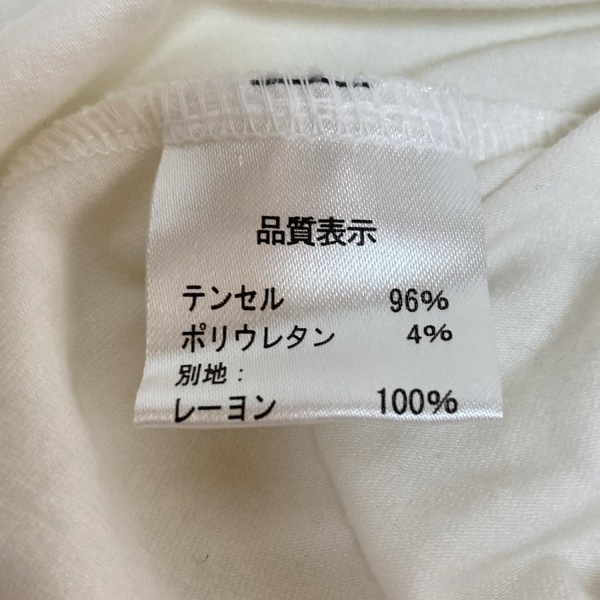 品質表示
テンセル 96%
ポリウレタン 4%
別地:
レーヨン 100%